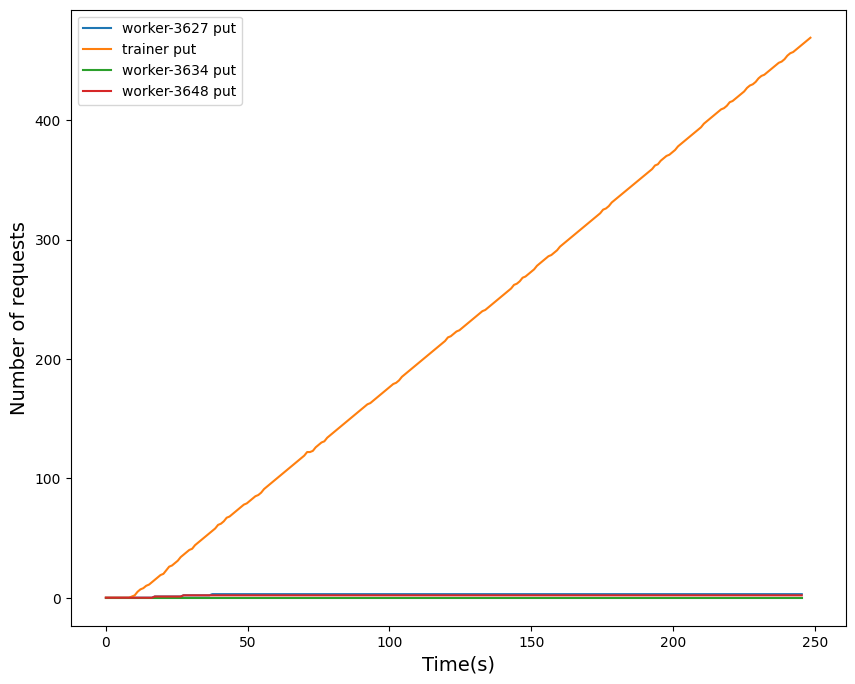 worker-3627 put
trainer put
worker-3634 put
worker-3648 put
400
300
200
100
0
Number of requests
0 50 100 150 200 250
Time(s)